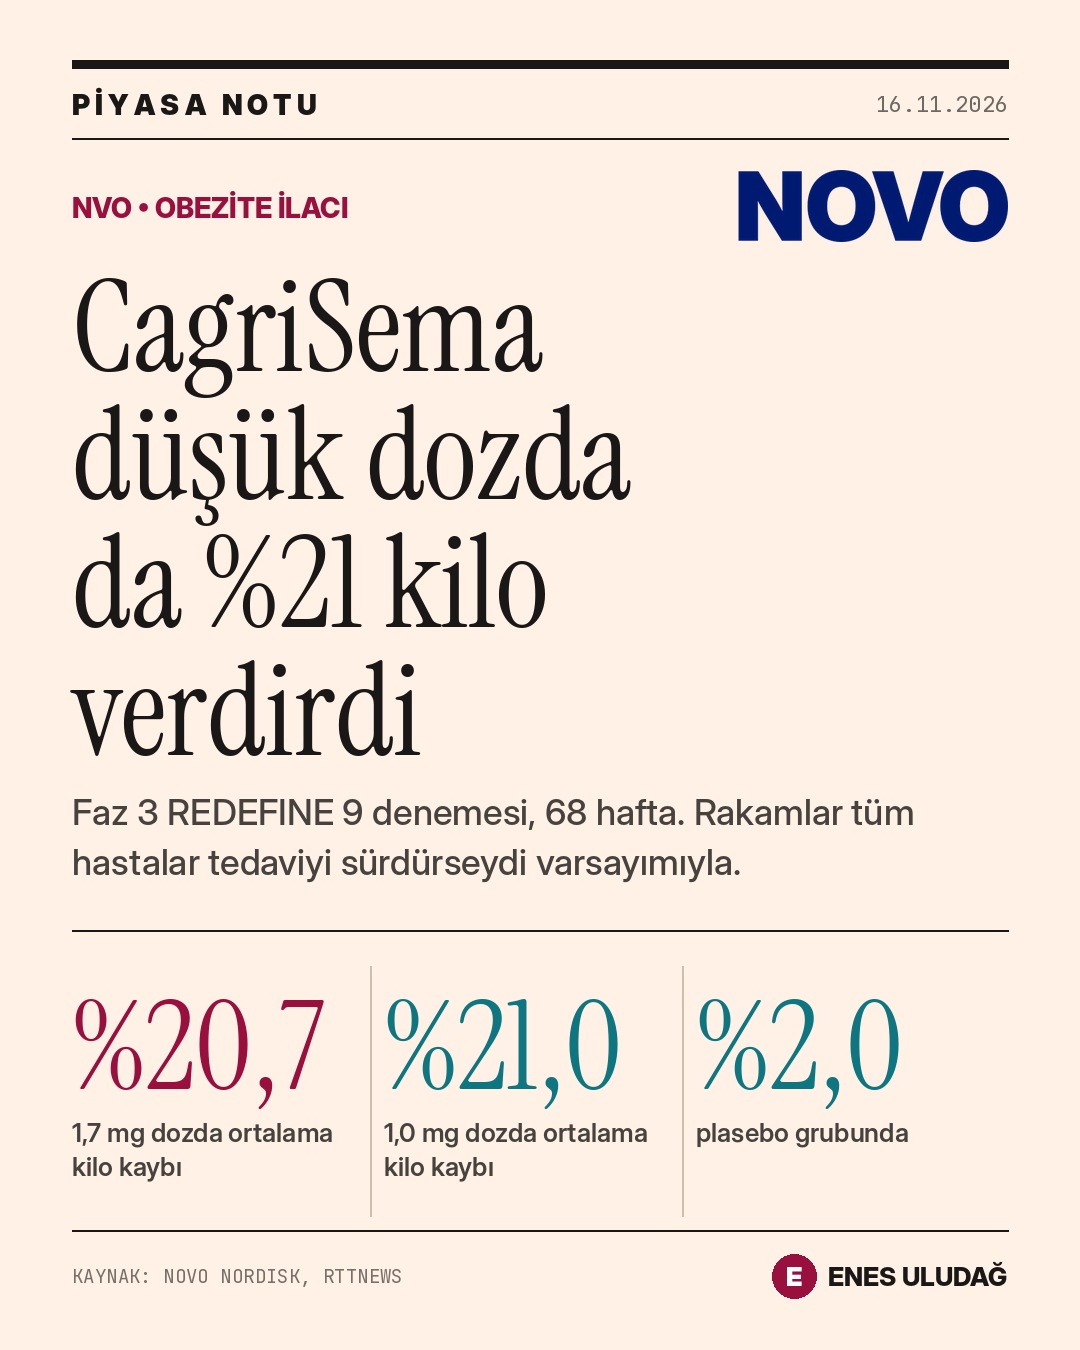 PİYASA NOTU
16.11.2026
NVO • OBEZİTE İLACI
NOVO
CagriSema
düşük dozda
da %21 kilo
verdirdi
Faz 3 REDEFINE 9 denemesi, 68 hafta. Rakamlar tüm
hastalar tedaviyi sürdürseydi varsayımıyla.
%20,7
1,7 mg dozda ortalama
kilo kaybı
%21,0
1,0 mg dozda ortalama
kilo kaybı
%2,0
plasebo grubunda
KAYNAK: NOVO NORDISK, RTTNEWS
E ENES ULUDAĞ